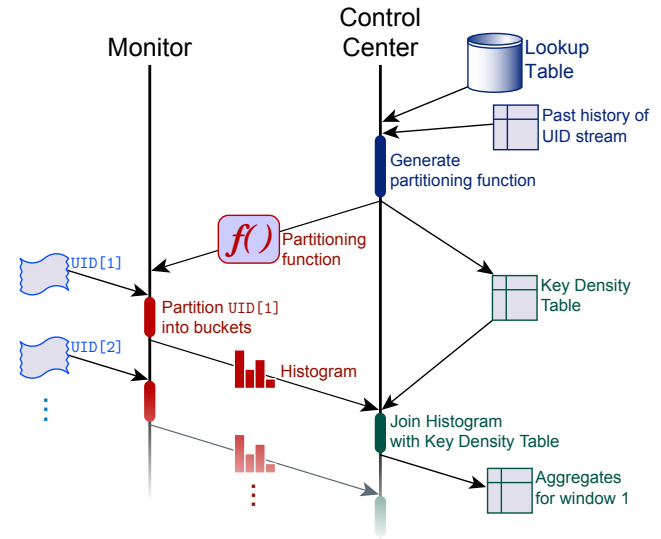 Control
Center
Monitor
Lookup
Table
Past history of
UID stream
Generate
partitioning function
f()
Partitioning
function
UID[1]
Key Density
Table
Partition UID[1]
into buckets
UID[2]
Histogram
Join Histogram
with Key Density Table
Aggregates
for window 1